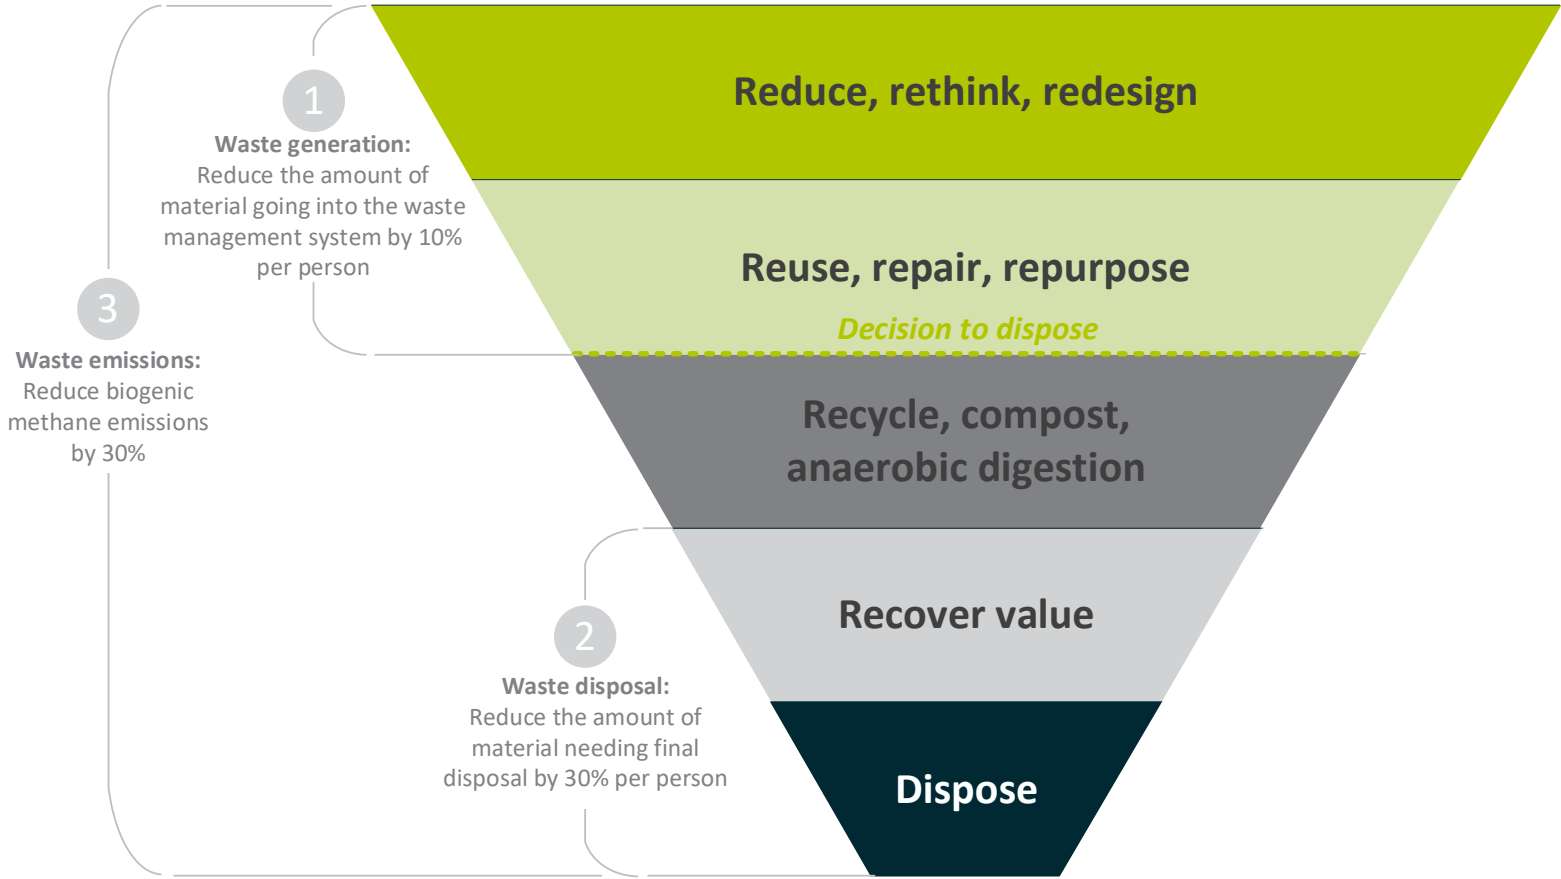 1
Waste generation:
Reduce the amount of
material going into the waste
management system by 10%
per person
3
Waste emissions:
Reduce biogenic
methane emissions
by 30%
2
Waste disposal:
Reduce the amount of
material needing final
disposal by 30% per person
Reduce, rethink, redesign
Reuse, repair, repurpose
Decision to dispose
Recycle, compost,
anaerobic digestion
Recover value
Dispose